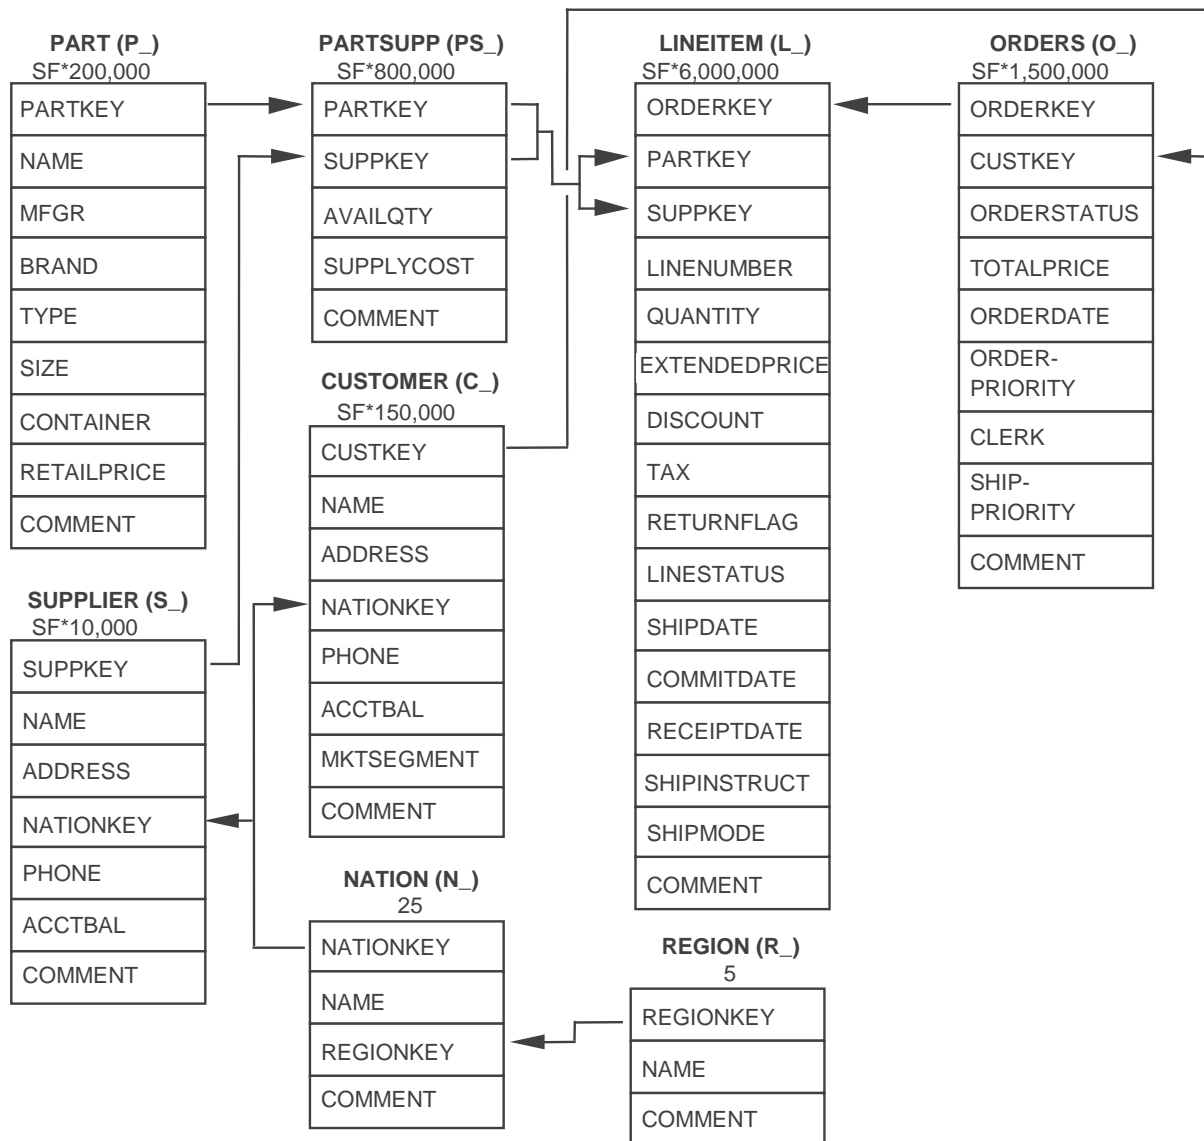 PART (P_)
SF*200,000
PARTKEY
NAME
MFGR
BRAND
TYPE
SIZE
CONTAINER
RETAILPRICE
COMMENT
SUPPLIER (S_)
SF*10,000
SUPPKEY
NAME
ADDRESS
NATIONKEY
PHONE
ACCTBAL
COMMENT
PARTSUPP (PS_)
SF*800,000
PARTKEY
SUPPKEY
AVAILQTY
SUPPLYCOST
COMMENT
CUSTOMER (C_)
SF*150,000
CUSTKEY
NAME
ADDRESS
NATIONKEY
PHONE
ACCTBAL
MKTSEGMENT
COMMENT
NATION (N_)
25
NATIONKEY
NAME
REGIONKEY
COMMENT
LINEITEM (L_)
SF*6,000,000
ORDERKEY
PARTKEY
SUPPKEY
LINENUMBER
QUANTITY
EXTENDEDPRICE
DISCOUNT
TAX
RETURNFLAG
LINESTATUS
SHIPDATE
COMMITDATE
RECEIPTDATE
SHIPINSTRUCT
SHIPMODE
COMMENT
REGION (R_)
5
REGIONKEY
NAME
COMMENT
ORDERS (O_)
SF*1,500,000
ORDERKEY
CUSTKEY
ORDERSTATUS
TOTALPRICE
ORDERDATE
ORDER-
PRIORITY
CLERK
SHIP-
PRIORITY
COMMENT